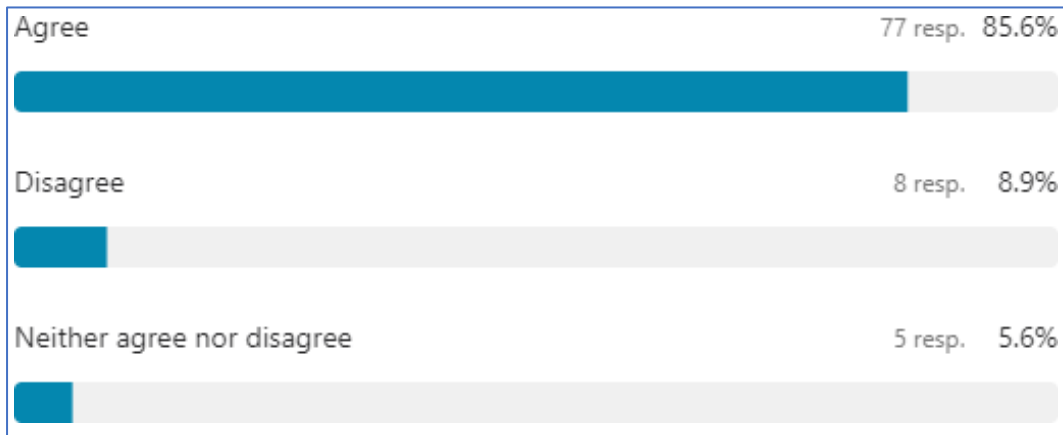 Agree 77 resp. 85.6%
Disagree 8 resp. 8.9%
Neither agree nor disagree 5 resp. 5.6%